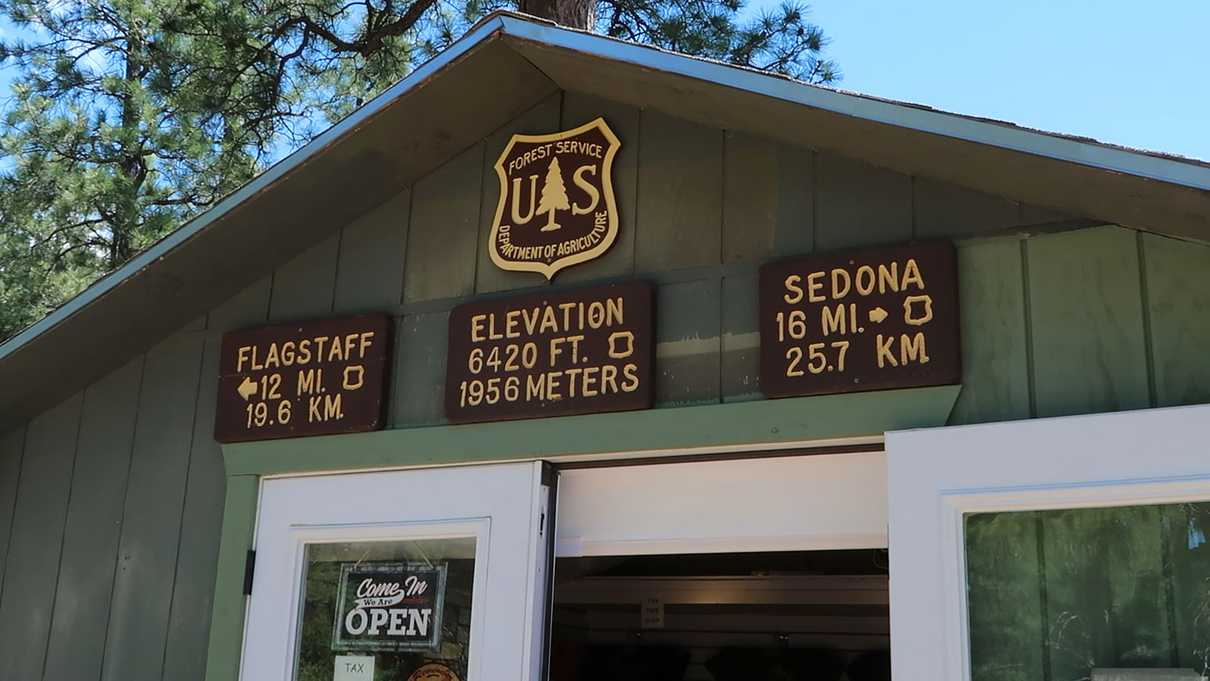 FOREST SERVICE
U S
DEPARTMENT OF AGRICULTURE
FLAGSTAFF
12 MI.
19.6 KM.
ELEVATION
6420 FT.
1956 METERS
SEDONA
16 MI.
25.7 KM
Come In
We Are
OPEN
TAX